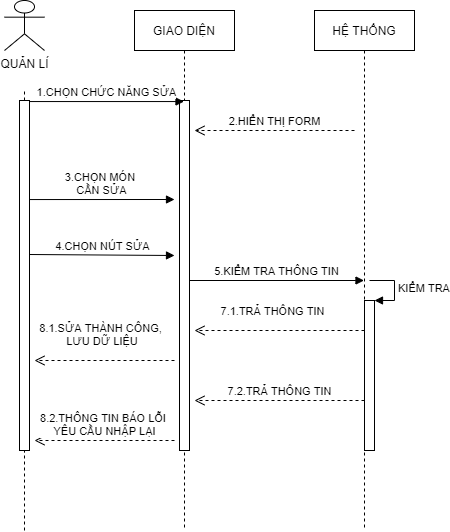 GIAO DIỆN
HỆ THỐNG
QUẢN LÍ
1.CHỌN CHỨC NĂNG SỬA
2.HIỂN THỊ FORM
3.CHỌN MÓN
CẦN SỬA
4.CHỌN NÚT SỬA
5.KIỂM TRA THÔNG TIN
KIỂM TRA
7.1.TRẢ THÔNG TIN
8.1.SỬA THÀNH CÔNG,
LƯU DỮ LIỆU
7.2.TRẢ THÔNG TIN
8.2.THÔNG TIN BÁO LỖI
YÊU CẦU NHẬP LẠI